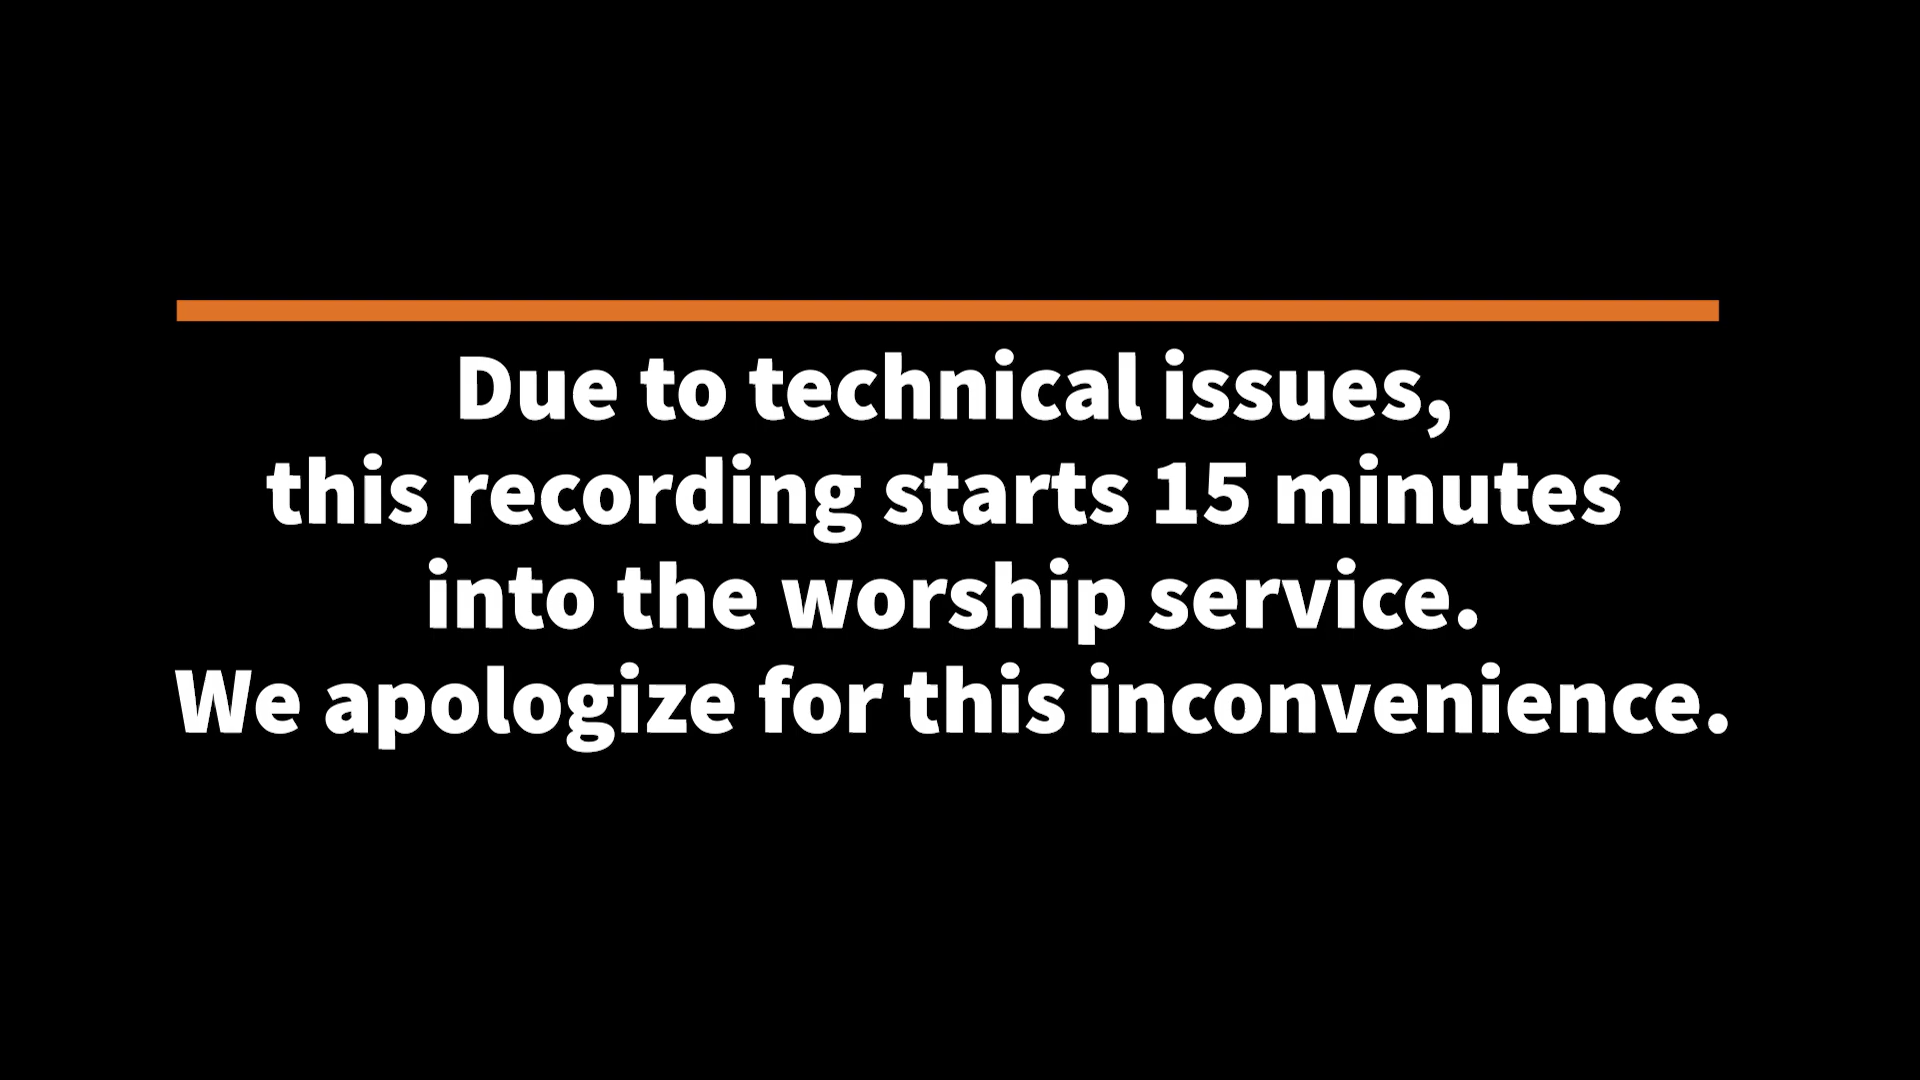 Due to technical issues,
this recording starts 15 minutes
into the worship service.
We apologize for this inconvenience.